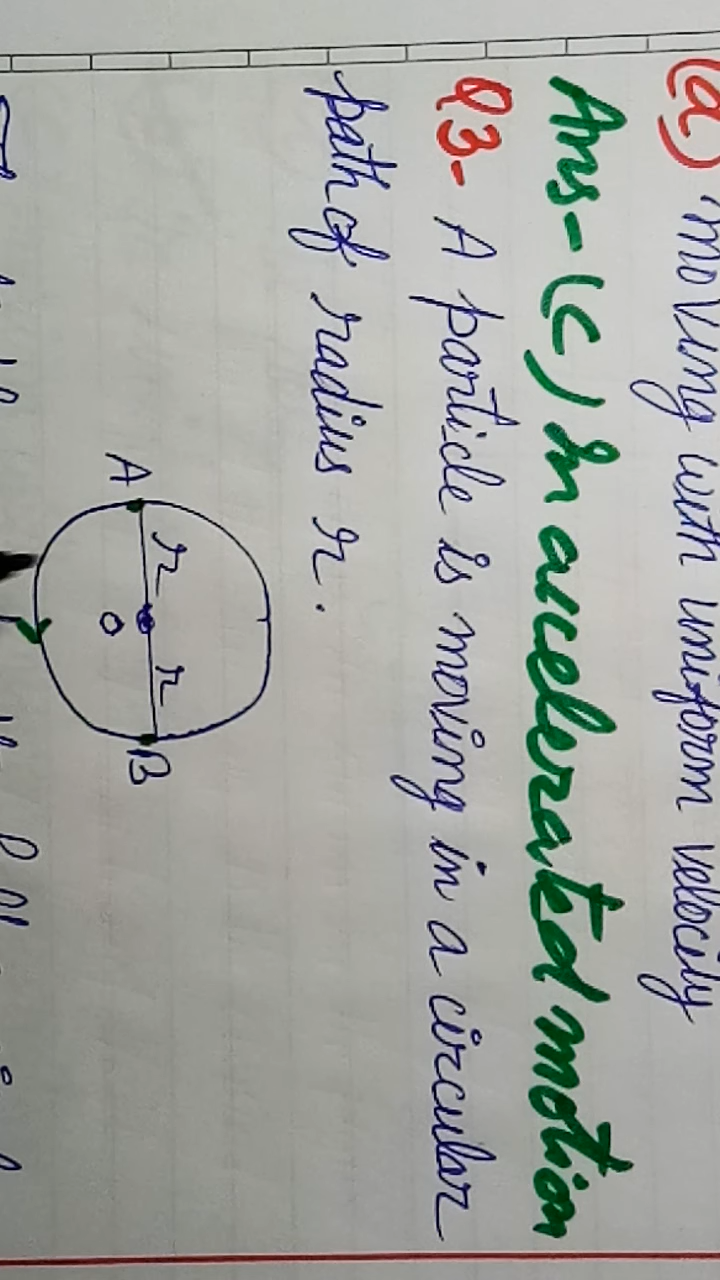 (d) moving with uniform velocity
Ans-(C) In accelerated motion
Q3- A particle is moving in a circular
path of radius r.
A r r B
O